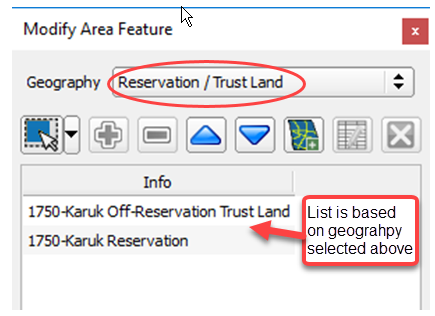 Modify Area Feature
x
Geography Reservation / Trust Land
Info
1750-Karuk Off-Reservation Trust Land
1750-Karuk Reservation
List is based
on geograhpy
selected above